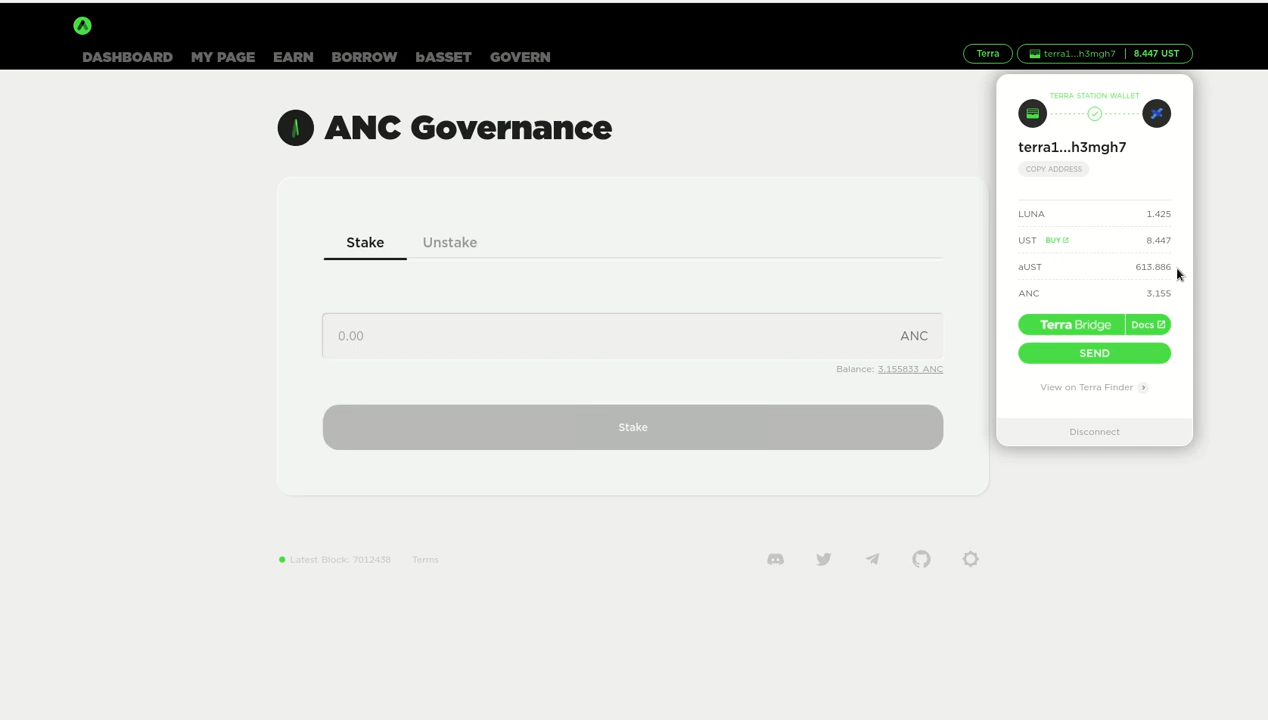 DASHBOARD MY PAGE EARN BORROW bASSET GOVERN
Terra terra1...h3mgh7 8.447 UST
ANC Governance
Stake Unstake
0.00 ANC
Balance: 3.155833 ANC
Stake
TERRA STATION WALLET
terra1...h3mgh7
COPY ADDRESS
LUNA 1.425
UST BUY 8.447
aUST 613.886
ANC 3.155
Terra Bridge Docs
SEND
View on Terra Finder
Disconnect
Latest Block: 7012438 Terms